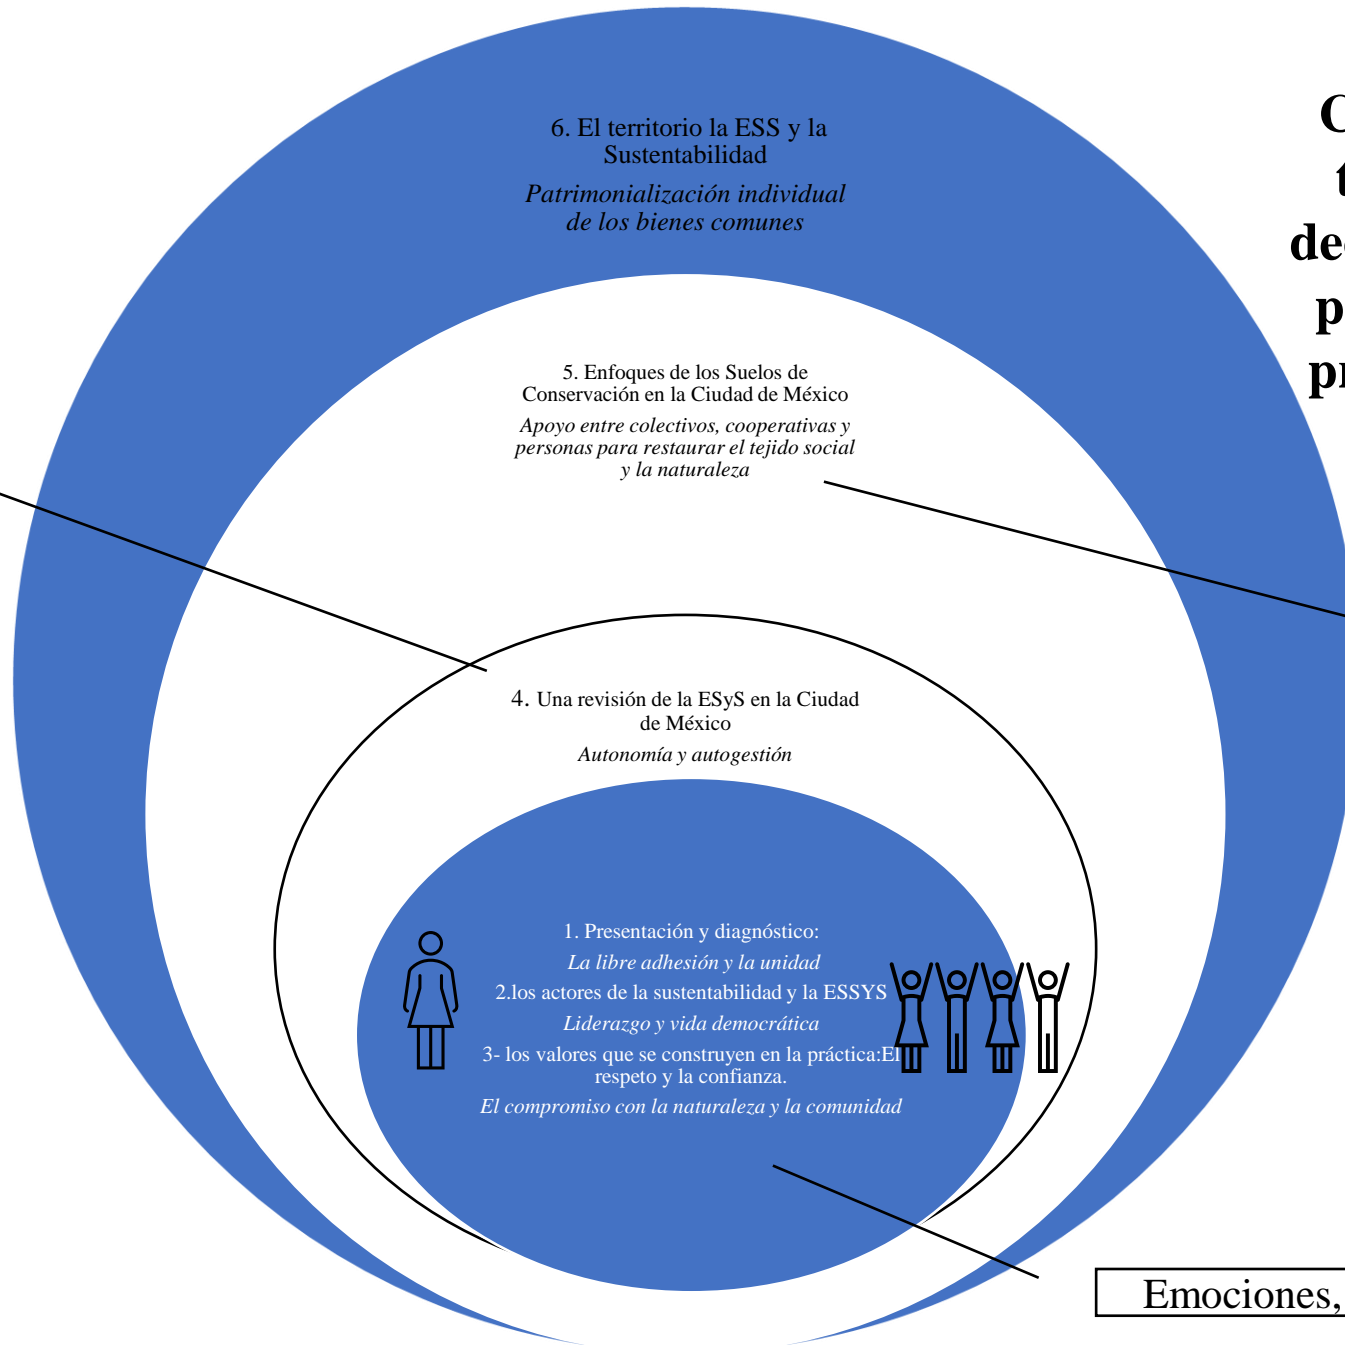 6. El territorio la ESS y la
Sustentabilidad
Patrimonialización individual
de los bienes comunes
5. Enfoques de los Suelos de
Conservación en la Ciudad de México
Apoyo entre colectivos, cooperativas y
personas para restaurar el tejido social
y la naturaleza
4. Una revisión de la ESyS en la Ciudad
de México
Autonomía y autogestión
1. Presentación y diagnóstico:
La libre adhesión y la unidad
2.los actores de la sustentabilidad y la ESSYS
Liderazgo y vida democrática
3- los valores que se construyen en la práctica:El
respeto y la confianza.
El compromiso con la naturaleza y la comunidad
Emociones,